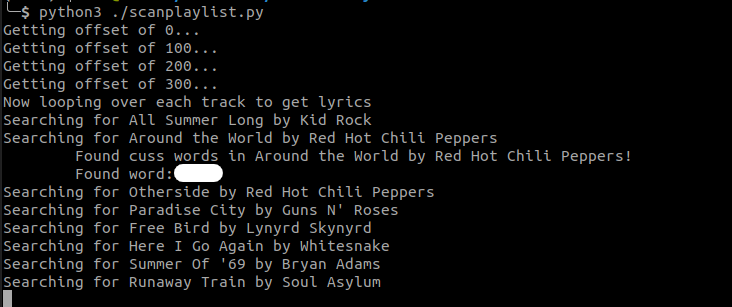 └─$ python3 ./scanplaylist.py
Getting offset of 0...
Getting offset of 100...
Getting offset of 200...
Getting offset of 300...
Now looping over each track to get lyrics
Searching for All Summer Long by Kid Rock
Searching for Around the World by Red Hot Chili Peppers
Found cuss words in Around the World by Red Hot Chili Peppers!
Found word:
Searching for Otherside by Red Hot Chili Peppers
Searching for Paradise City by Guns N' Roses
Searching for Free Bird by Lynyrd Skynyrd
Searching for Here I Go Again by Whitesnake
Searching for Summer Of '69 by Bryan Adams
Searching for Runaway Train by Soul Asylum